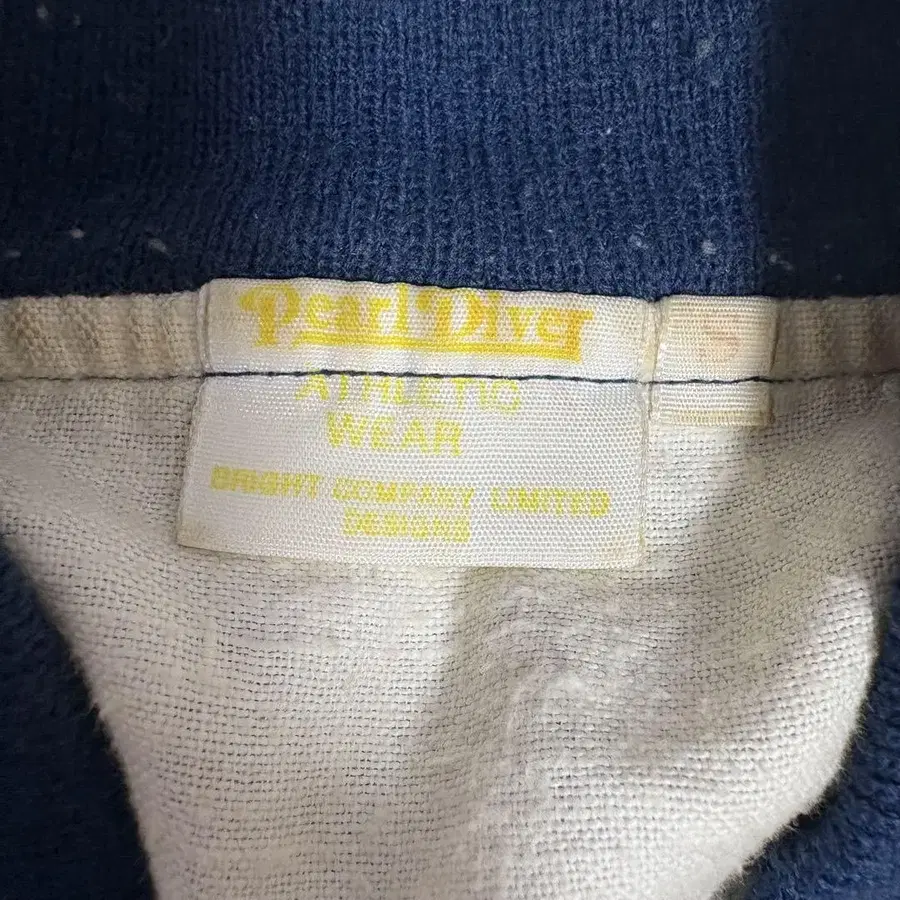 Pearl Diver
ATHLETIC
WEAR
BRIGHT COMPANY LIMITED
DESIGNS